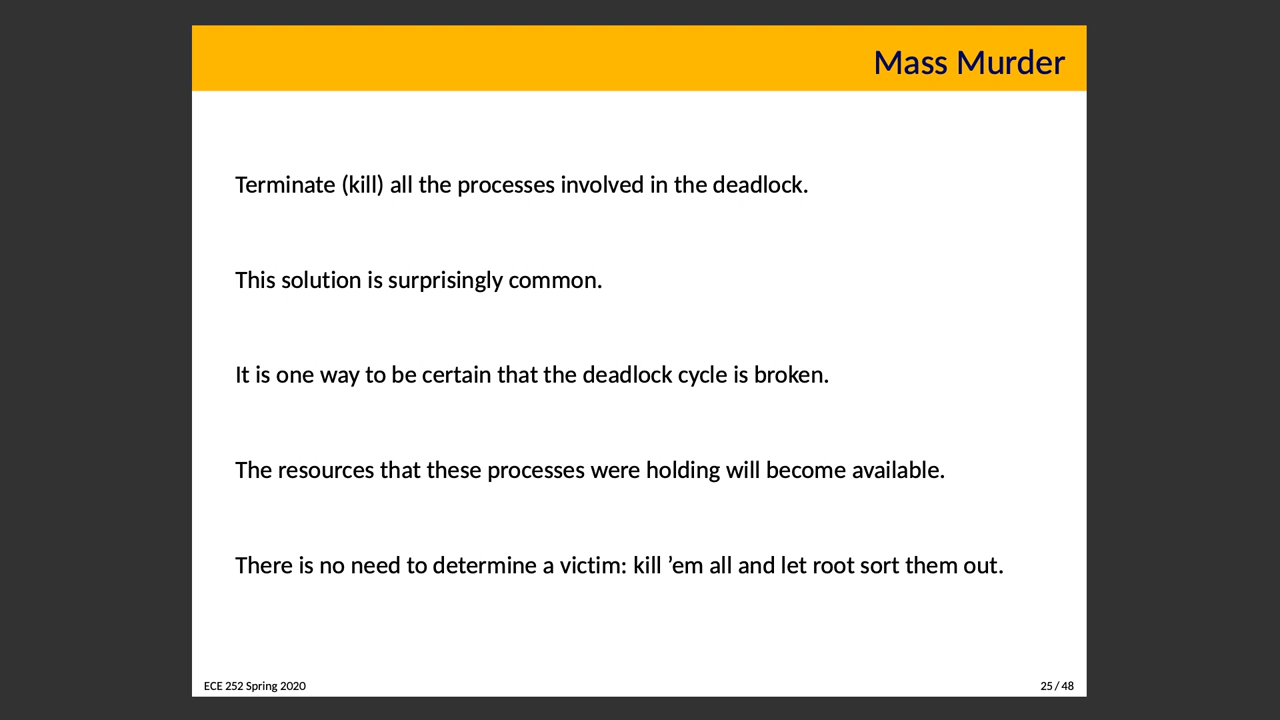 Mass Murder
Terminate (kill) all the processes involved in the deadlock.
This solution is surprisingly common.
It is one way to be certain that the deadlock cycle is broken.
The resources that these processes were holding will become available.
There is no need to determine a victim: kill ’em all and let root sort them out.
ECE 252 Spring 2020
25 / 48